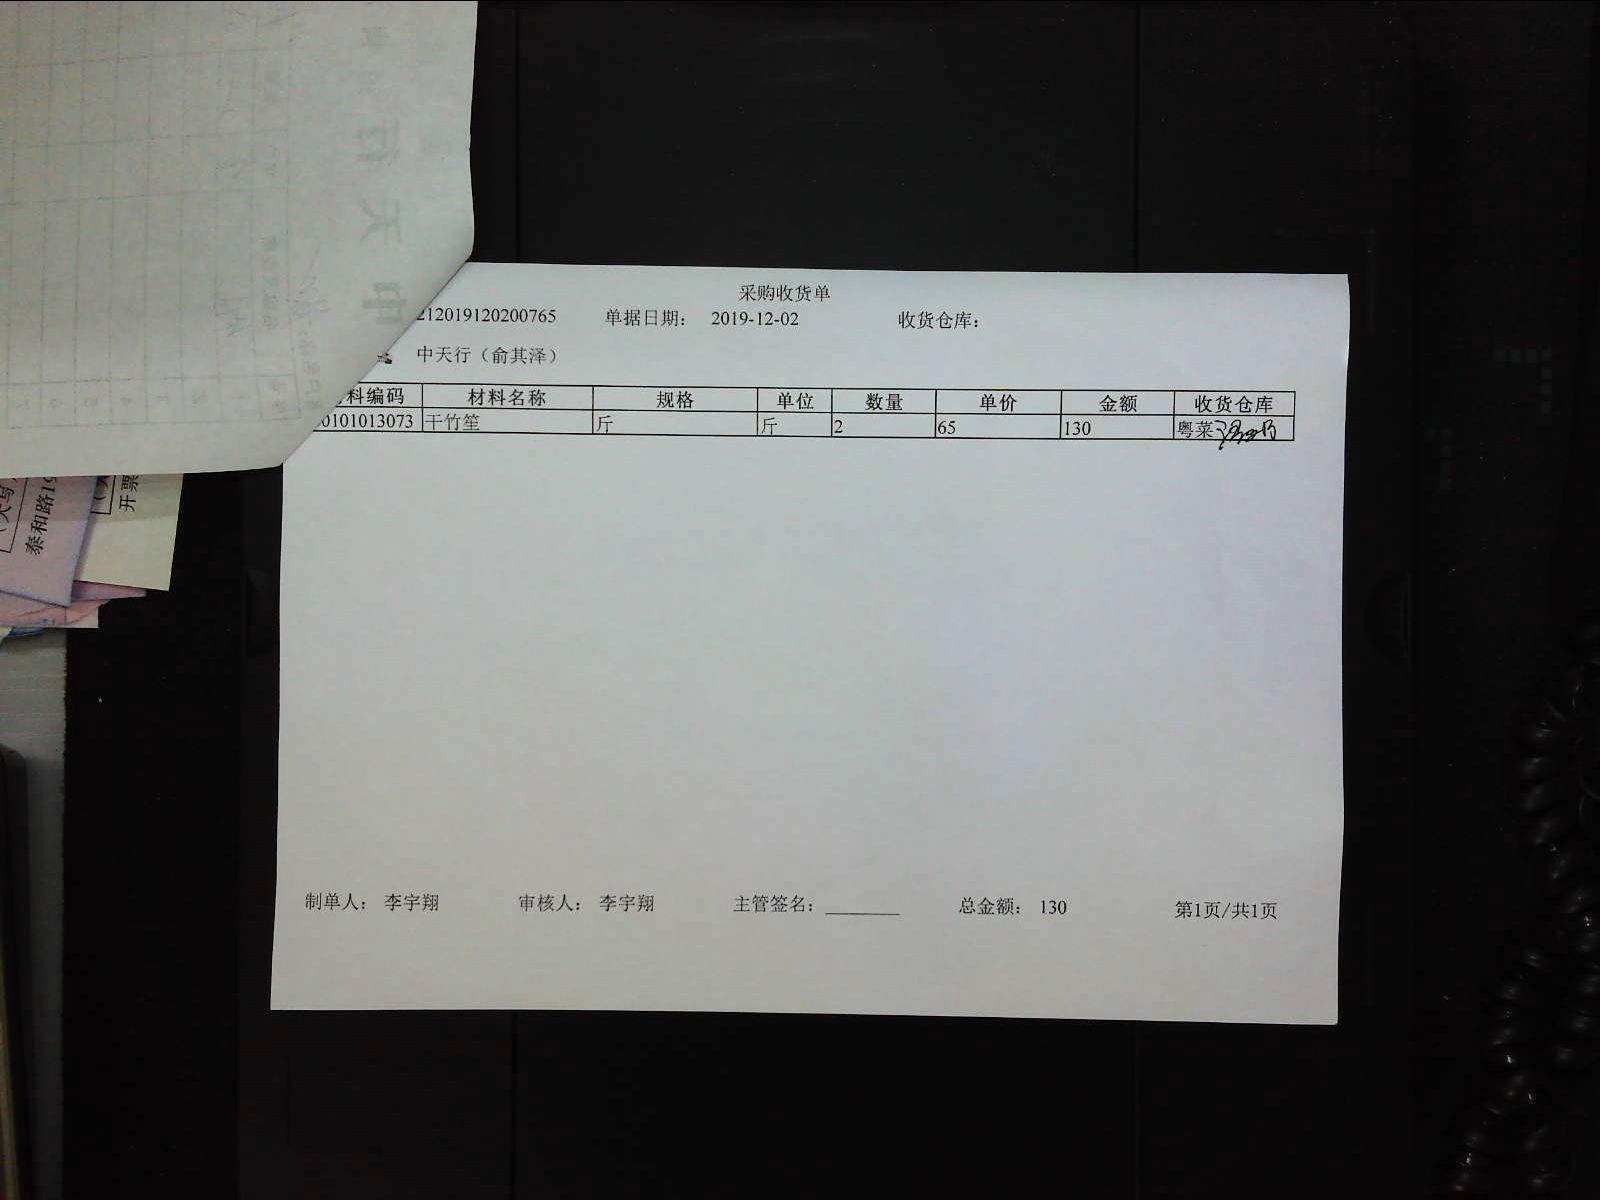 采购收货单
212019120200765 单据日期： 2019-12-02 收货仓库：
中天行（俞其泽）
料编码 材料名称 规格 单位 数量 单价 金额 收货仓库
0101013073 干竹笙 斤 斤 2 65 130 粤菜
制单人： 李宇翔 审核人： 李宇翔 主管签名： 总金额： 130 第1页/共1页
泰和路19
开票